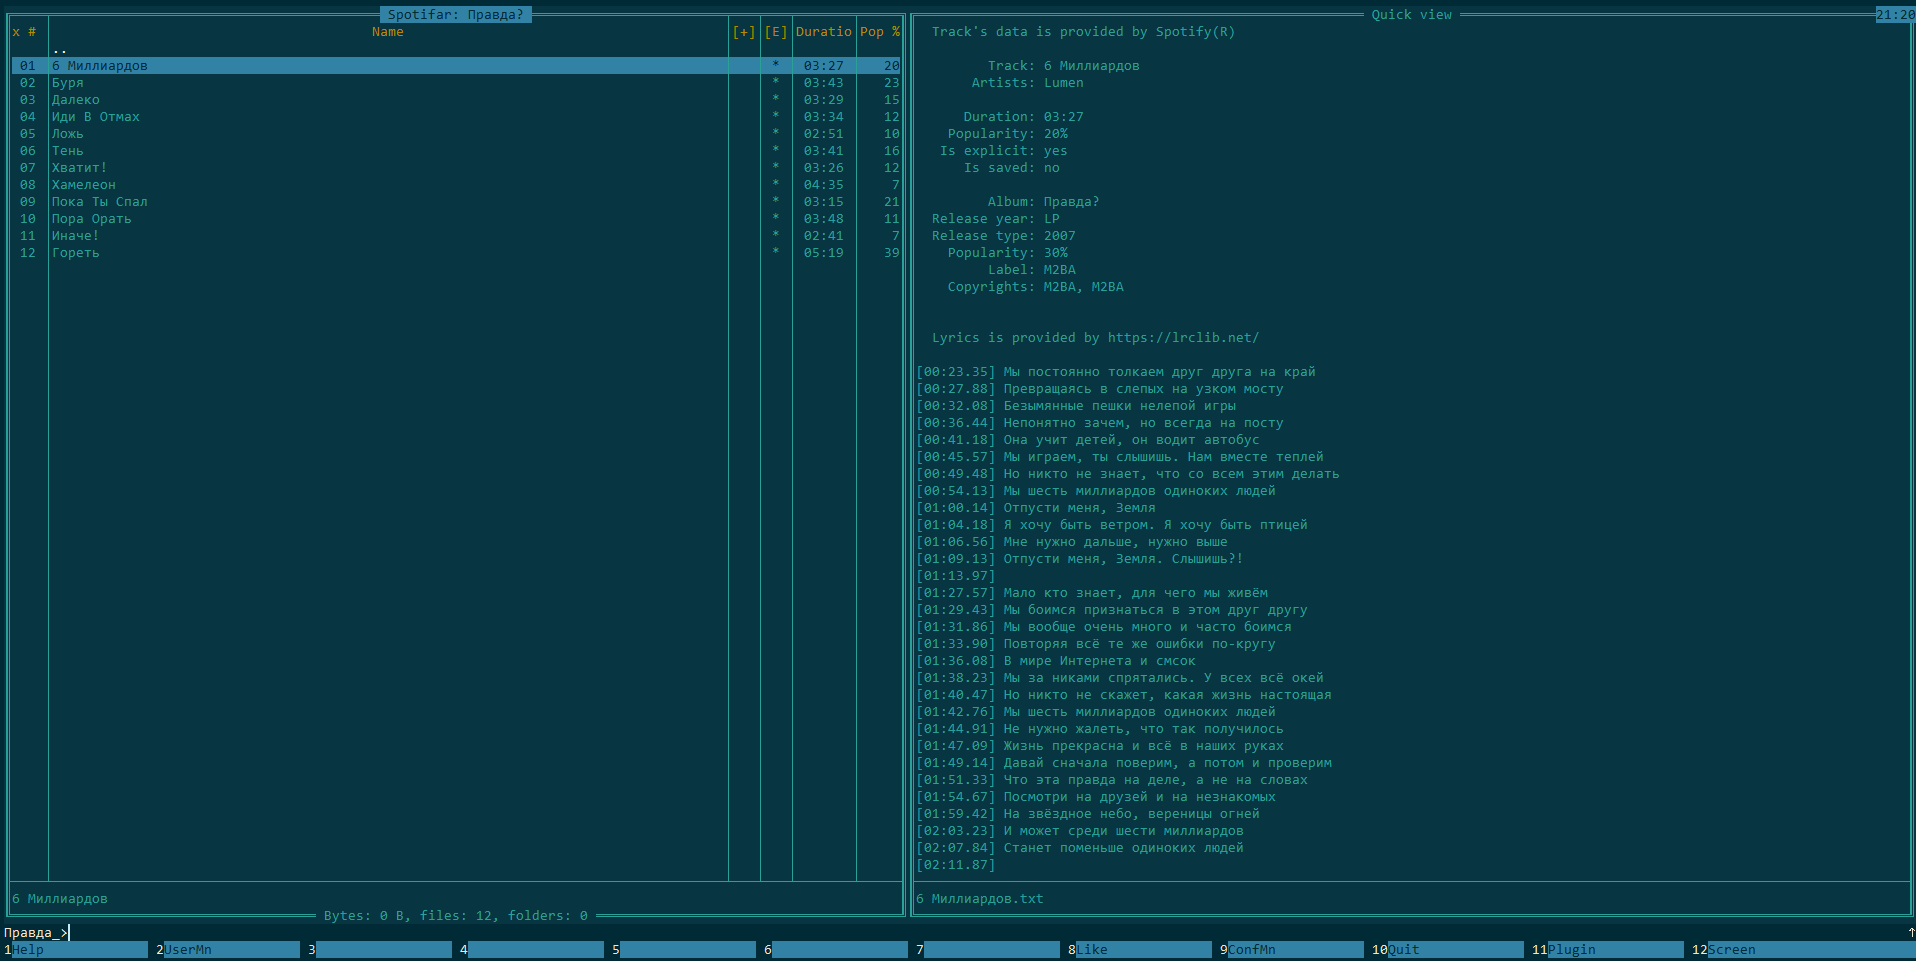 Spotifar: Правда?
x # Name [+] [E] Duratio Pop %
..
01 6 Миллиардов * 03:27 20
02 Буря * 03:43 23
03 Далеко * 03:29 15
04 Иди В Отмах * 03:34 12
05 Ложь * 02:51 10
06 Тень * 03:41 16
07 Хватит! * 03:26 12
08 Хамелеон * 04:35 7
09 Пока Ты Спал * 03:15 21
10 Пора Орать * 03:48 11
11 Иначе! * 02:41 7
12 Гореть * 05:19 39
6 Миллиардов
Bytes: 0 B, files: 12, folders: 0
Quick view 21:20
Track's data is provided by Spotify(R)
Track: 6 Миллиардов
Artists: Lumen
Duration: 03:27
Popularity: 20%
Is explicit: yes
Is saved: no
Album: Правда?
Release year: LP
Release type: 2007
Popularity: 30%
Label: M2BA
Copyrights: M2BA, M2BA
Lyrics is provided by https://lrclib.net/
[00:23.35] Мы постоянно толкаем друг друга на край
[00:27.88] Превращаясь в слепых на узком мосту
[00:32.08] Безымянные пешки нелепой игры
[00:36.44] Непонятно зачем, но всегда на посту
[00:41.18] Она учит детей, он водит автобус
[00:45.57] Мы играем, ты слышишь. Нам вместе теплей
[00:49.48] Но никто не знает, что со всем этим делать
[00:54.13] Мы шесть миллиардов одиноких людей
[01:00.14] Отпусти меня, Земля
[01:04.18] Я хочу быть ветром. Я хочу быть птицей
[01:06.56] Мне нужно дальше, нужно выше
[01:09.13] Отпусти меня, Земля. Слышишь?!
[01:13.97]
[01:27.57] Мало кто знает, для чего мы живём
[01:29.43] Мы боимся признаться в этом друг другу
[01:31.86] Мы вообще очень много и часто боимся
[01:33.90] Повторяя всё те же ошибки по-кругу
[01:36.08] В мире Интернета и смсок
[01:38.23] Мы за никами спрятались. У всех всё окей
[01:40.47] Но никто не скажет, какая жизнь настоящая
[01:42.76] Мы шесть миллиардов одиноких людей
[01:44.91] Не нужно жалеть, что так получилось
[01:47.09] Жизнь прекрасна и всё в наших руках
[01:49.14] Давай сначала поверим, а потом и проверим
[01:51.33] Что эта правда на деле, а не на словах
[01:54.67] Посмотри на друзей и на незнакомых
[01:59.42] На звёздное небо, вереницы огней
[02:03.23] И может среди шести миллиардов
[02:07.84] Станет поменьше одиноких людей
[02:11.87]
6 Миллиардов.txt
Правда_> ↑
1Help 2UserMn 3 4 5 6 7 8Like 9ConfMn 10Quit 11Plugin 12Screen